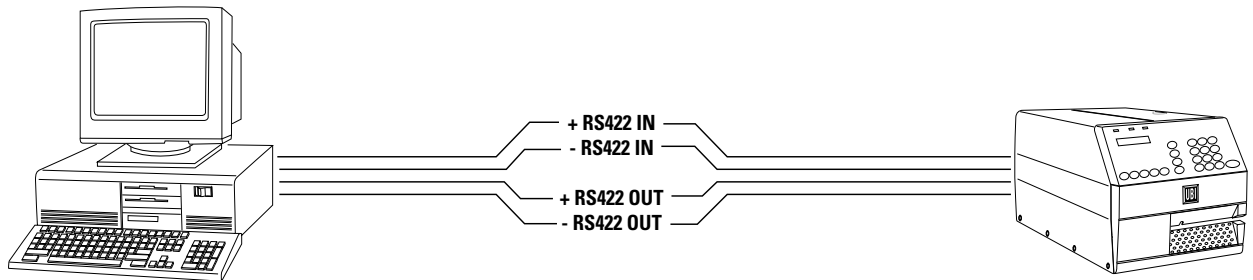 + RS422 IN
- RS422 IN
+ RS422 OUT
- RS422 OUT